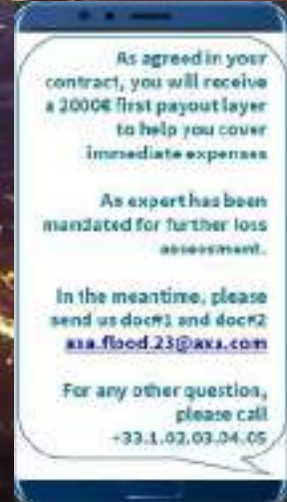 As agreed in your
contract, you will receive
a 2000€ first payout layer
to help you cover
immediate expenses
An expert has been
mandated for further loss
assessment.
In the meantime, please
send us doc#1 and doc#2
axa.flood.23@axa.com
For any other question,
please call
+33.1.02.03.04.05